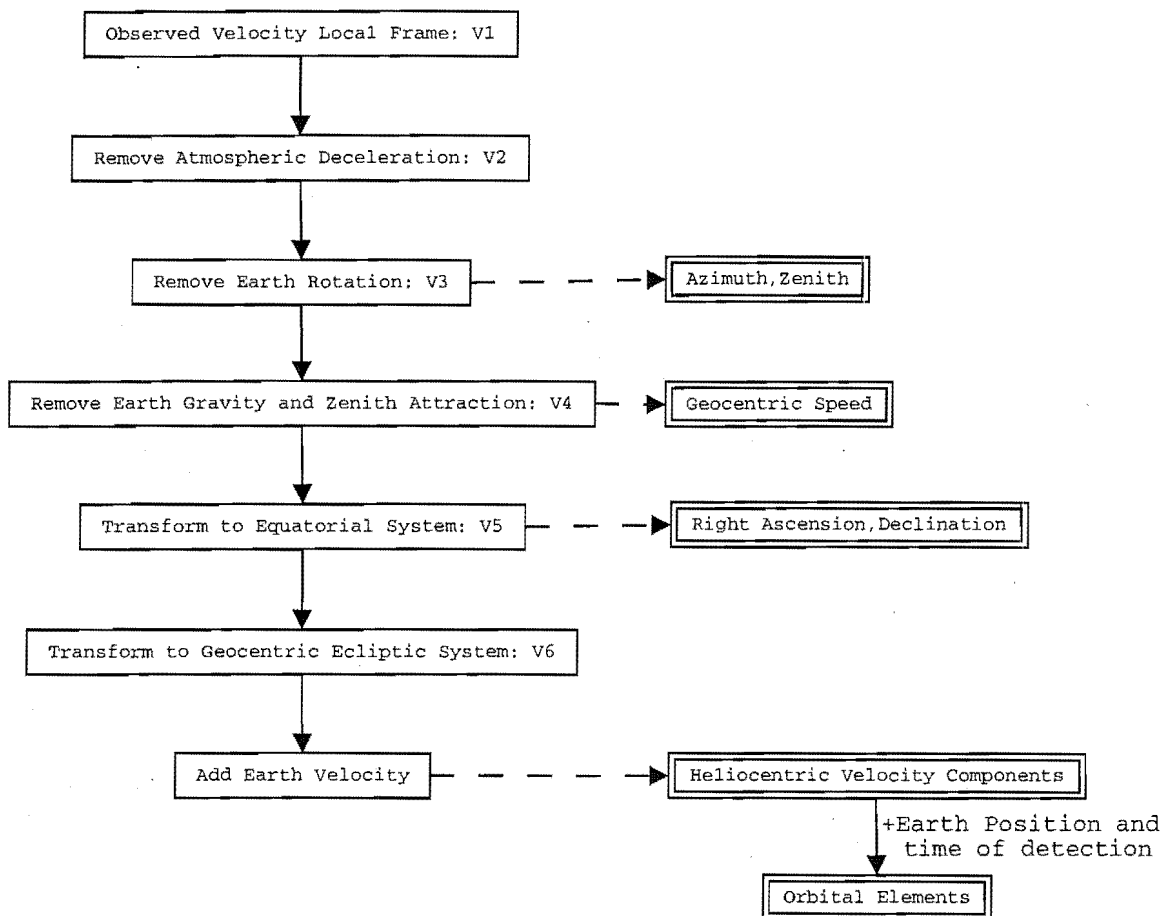 Observed Velocity Local Frame: V1
Remove Atmospheric Deceleration: V2
Remove Earth Rotation: V3
Azimuth,Zenith
Remove Earth Gravity and Zenith Attraction: V4
Geocentric Speed
Transform to Equatorial System: V5
Right Ascension,Declination
Transform to Geocentric Ecliptic System: V6
Add Earth Velocity
Heliocentric Velocity Components
+Earth Position and
time of detection
Orbital Elements